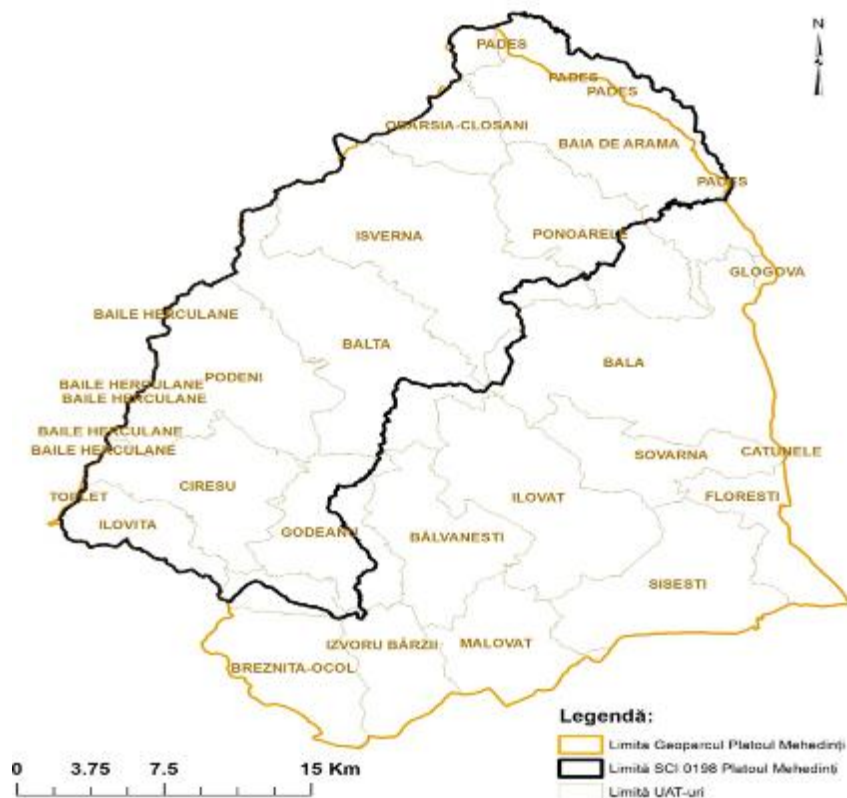 N
PADES
PADES
PADES
OBARSIA-CLOSANI
BAIA DE ARAMA
PADES
ISVERNA
PONOARELE
GLOGOVA
BAILE HERCULANE
BALTA
BALA
PODENI
BAILE HERCULANE
BAILE HERCULANE
BAILE HERCULANE
BAILE HERCULANE
SOVARNA
CATUNELE
CIRESU
ILOVAT
FLORESTI
TOPLET
ILOVITA
GODEANU
BÂLVANESTI
SISESTI
IZVORU BÂRZII
MALOVAT
BREZNITA-OCOL
Legendă:
Limita Geoparcul Platoul Mehedinți
Limită SCI 0198 Platoul Mehedinți
Limită UAT-uri
0 3.75 7.5 15 Km